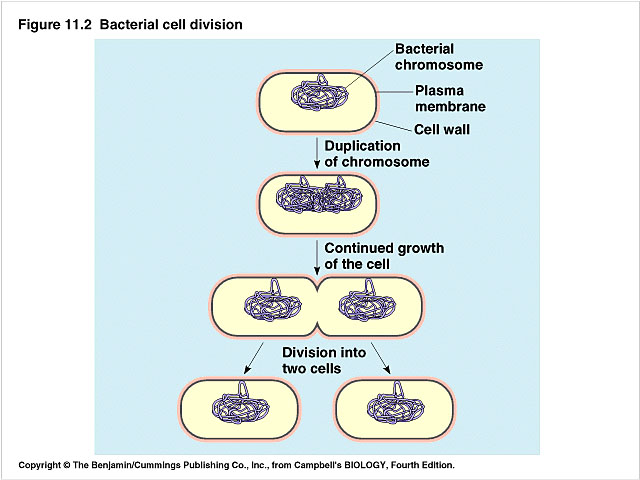 Figure 11.2 Bacterial cell division
Bacterial
chromosome
Plasma
membrane
Cell wall
Duplication
of chromosome
Continued growth
of the cell
Division into
two cells
Copyright © The Benjamin/Cummings Publishing Co., Inc., from Campbell's BIOLOGY, Fourth Edition.